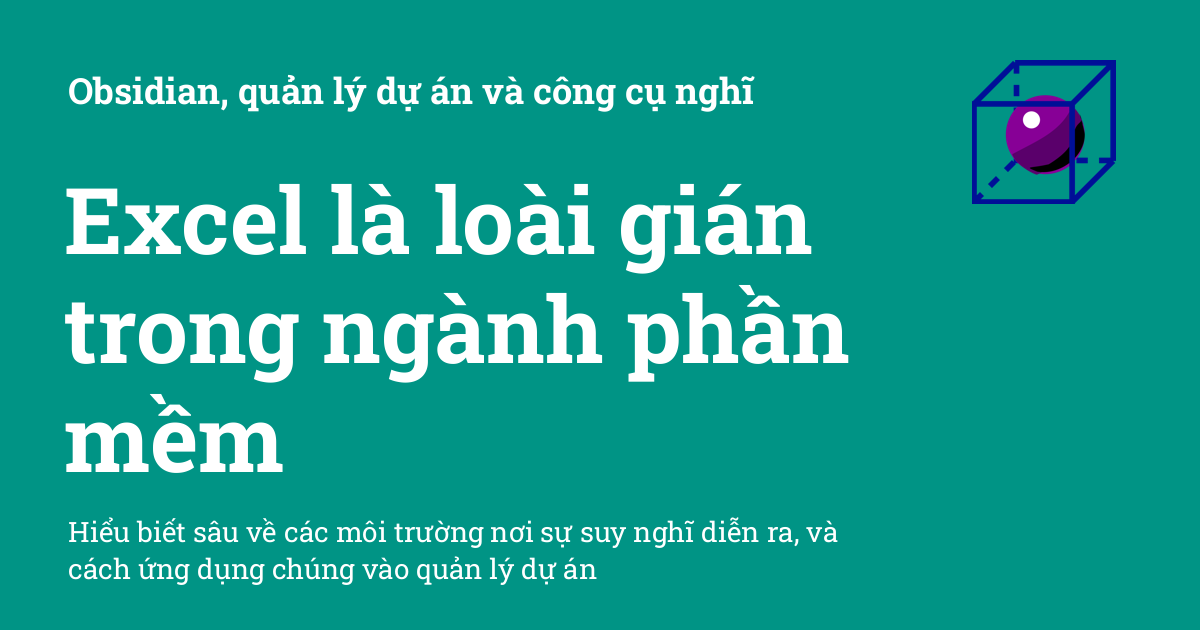 Obsidian, quản lý dự án và công cụ nghĩ
Excel là loài gián
trong ngành phần
mềm
Hiểu biết sâu về các môi trường nơi sự suy nghĩ diễn ra, và
cách ứng dụng chúng vào quản lý dự án